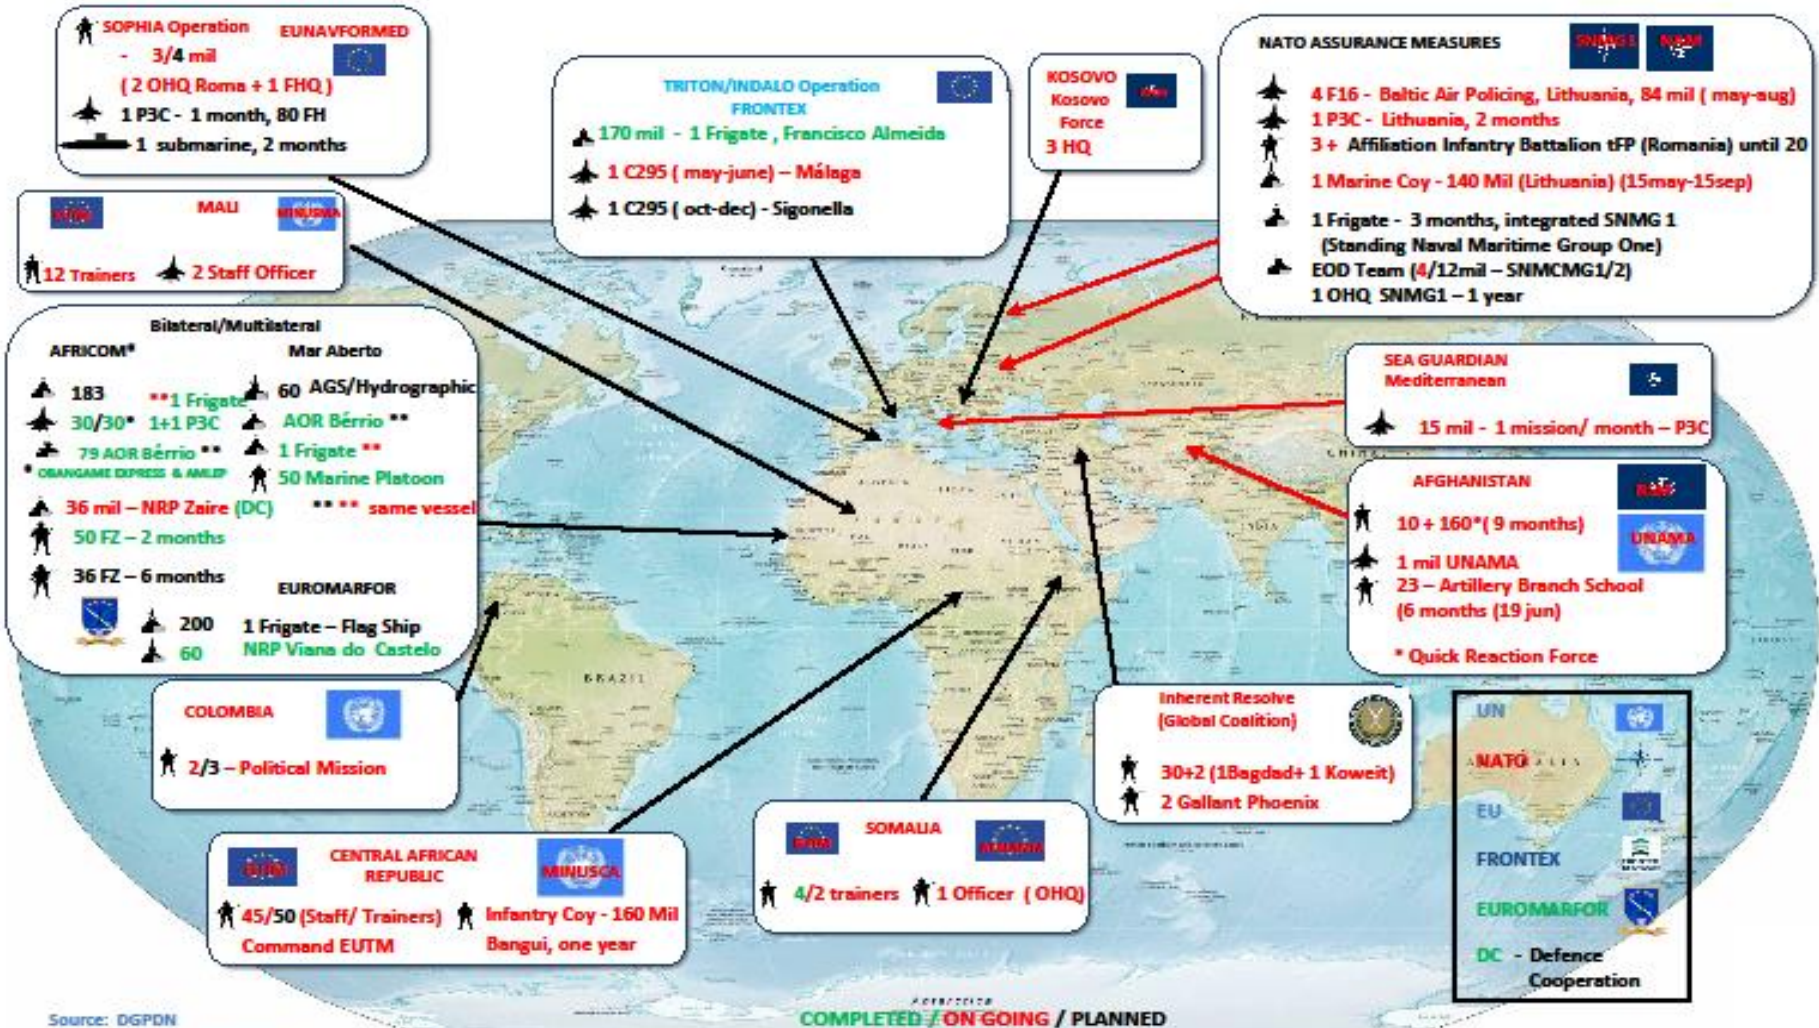 SOPHIA Operation EUNAVFORMED
- 3/4 mil
( 2 OHQ Roma + 1 FHQ )
1 P3C - 1 month, 80 FH
1 submarine, 2 months
MALI
MINUSMA
12 Trainers 2 Staff Officer
TRITON/INDALO Operation
FRONTEX
170 mil - 1 Frigate , Francisco Almeida
1 C295 ( may-june) – Málaga
1 C295 ( oct-dec) - Sigonella
KOSOVO
Kosovo
Force
3 HQ
NATO ASSURANCE MEASURES SNMG1
4 F16 - Baltic Air Policing, Lithuania, 84 mil ( may-aug)
1 P3C - Lithuania, 2 months
3 + Affiliation Infantry Battalion tFP (Romania) until 20
1 Marine Coy - 140 Mil (Lithuania) (15may-15sep)
1 Frigate - 3 months, integrated SNMG 1
(Standing Naval Maritime Group One)
EOD Team (4/12mil – SNMCMG1/2)
1 OHQ SNMG1 – 1 year
Bilateral/Multilateral
AFRICOM*
183 **1 Frigate
30/30* 1+1 P3C
79 AOR Bérrio **
* OBANGAME EXPRESS & AMLEP
Mar Aberto
60 AGS/Hydrographic
AOR Bérrio **
1 Frigate **
50 Marine Platoon
36 mil – NRP Zaire (DC) ** ** same vessel
50 FZ – 2 months
36 FZ – 6 months
EUROMARFOR
200 1 Frigate – Flag Ship
60 NRP Viana do Castelo
SEA GUARDIAN
Mediterranean
15 mil - 1 mission/ month – P3C
AFGHANISTAN
RSM
10 + 160*( 9 months)
UNAMA
1 mil UNAMA
23 – Artillery Branch School
(6 months (19 jun)
* Quick Reaction Force
COLOMBIA
2/3 – Political Mission
CENTRAL AFRICAN
REPUBLIC
EUTM
MINUSCA
45/50 (Staff/ Trainers)
Command EUTM
Infantry Coy - 160 Mil
Bangui, one year
SOMALIA
EUTM
4/2 trainers 1 Officer ( OHQ)
Inherent Resolve
(Global Coalition)
30+2 (1Bagdad+ 1 Koweit)
2 Gallant Phoenix
UN
NATO
EU
FRONTEX
EUROMARFOR
DC - Defence
Cooperation
BRAZIL
INDIA
CHINA
Antarctica
Source: DGPDN
COMPLETED / ON GOING / PLANNED